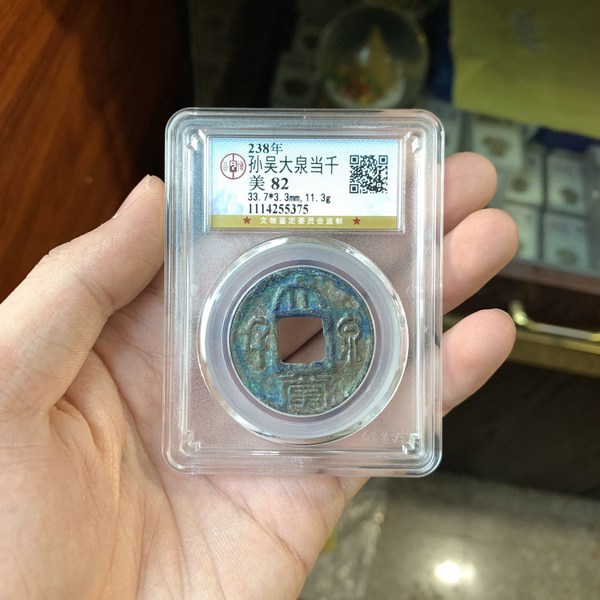 238年
孙吴大泉当千
美 82
33.7*3.3mm,11.3g
1114255375
★ 文物鉴定委员会监制 ★
大
泉
當
千